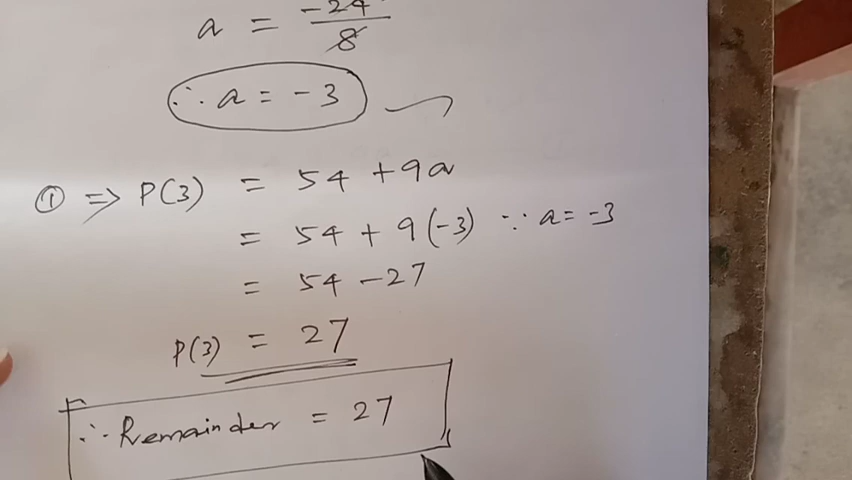 a = -24/8
∴ a = -3
① => P(3) = 54 + 9a
= 54 + 9(-3) ∵ a = -3
= 54 - 27
P(3) = 27
∴ Remainder = 27